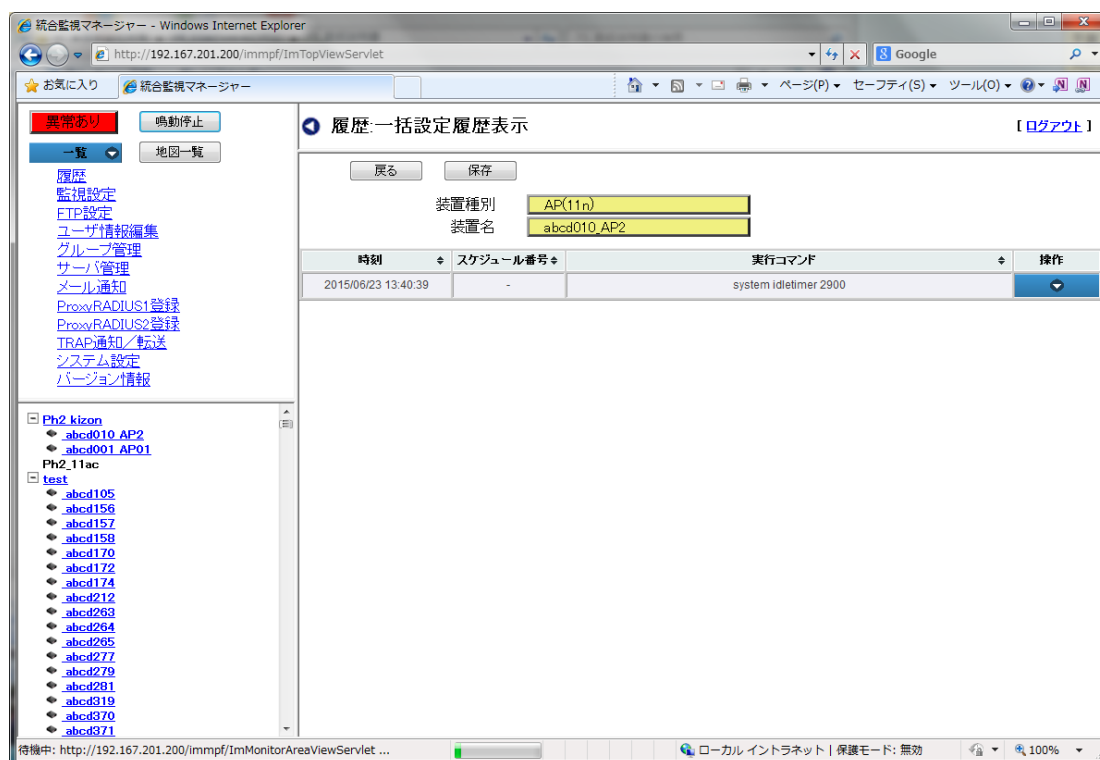 統合監視マネージャー - Windows Internet Explorer
http://192.167.201.200/immpf/ImTopViewServlet
Google
お気に入り
統合監視マネージャー
ページ(P)
セーフティ(S)
ツール(O)
異常あり
鳴動停止
一覧
地図一覧
履歴
監視設定
FTP設定
ユーザ情報編集
グループ管理
サーバ管理
メール通知
ProxyRADIUS1登録
ProxyRADIUS2登録
TRAP通知／転送
システム設定
バージョン情報
Ph2_kizon
abcd010_AP2
abcd001_AP01
Ph2_11ac
test
abcd105
abcd156
abcd157
abcd158
abcd170
abcd172
abcd174
abcd212
abcd263
abcd264
abcd265
abcd277
abcd279
abcd281
abcd319
abcd370
abcd371
履歴:一括設定履歴表示
[ ログアウト ]
戻る
保存
装置種別 AP(11n)
装置名 abcd010_AP2
時刻 スケジュール番号 実行コマンド 操作
2015/06/23 13:40:39 - system idletimer 2900
待機中: http://192.167.201.200/immpf/ImMonitorAreaViewServlet ...
ローカル イントラネット | 保護モード: 無効
100%